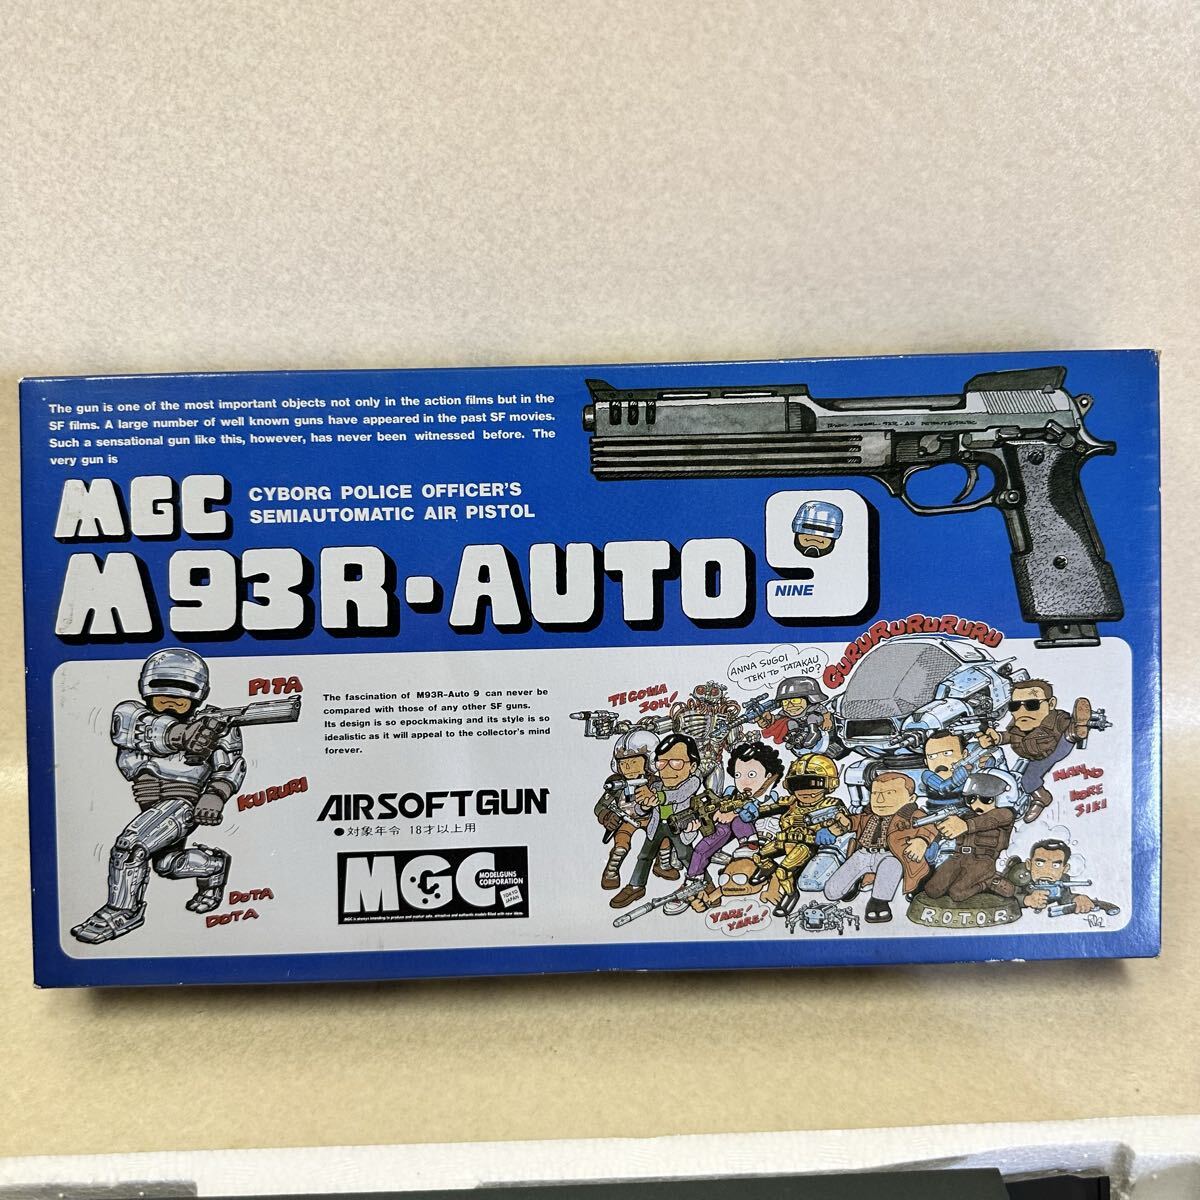 The gun is one of the most important objects not only in the action films but in the
SF films. A large number of well known guns have appeared in the past SF movies.
Such a sensational gun like this, however, has never been witnessed before. The
very gun is
MGC
CYBORG POLICE OFFICER'S
SEMIAUTOMATIC AIR PISTOL
M93R-AUTO 9
NINE
PITA
KURURI
DOTA
DOTA
The fascination of M93R-Auto 9 can never be
compared with those of any other SF guns.
Its design is so epockmaking and its style is so
idealistic as it will appeal to the collector's mind
forever.
AIRSOFTGUN
●対象年令 18才以上用
MGC
MODELGUNS
CORPORATION
TOKYO
JAPAN
TEGOWA
ZOH!
ANNA SUGOI
TEKI TO TATAKAU
NO?
GURURURURURURU
NANNO
KORE
SIKI
YARE!
YARE!
R.O.T.O.R.